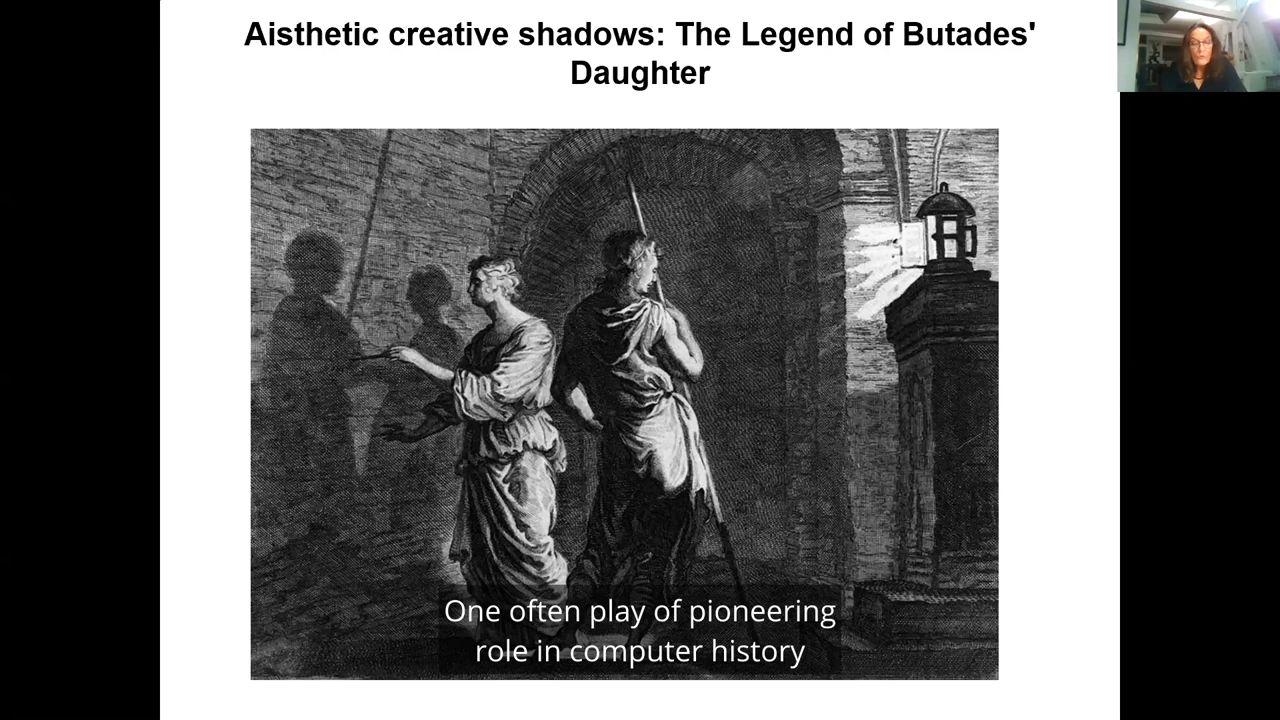 Aisthetic creative shadows: The Legend of Butades'
Daughter
One often play of pioneering
role in computer history